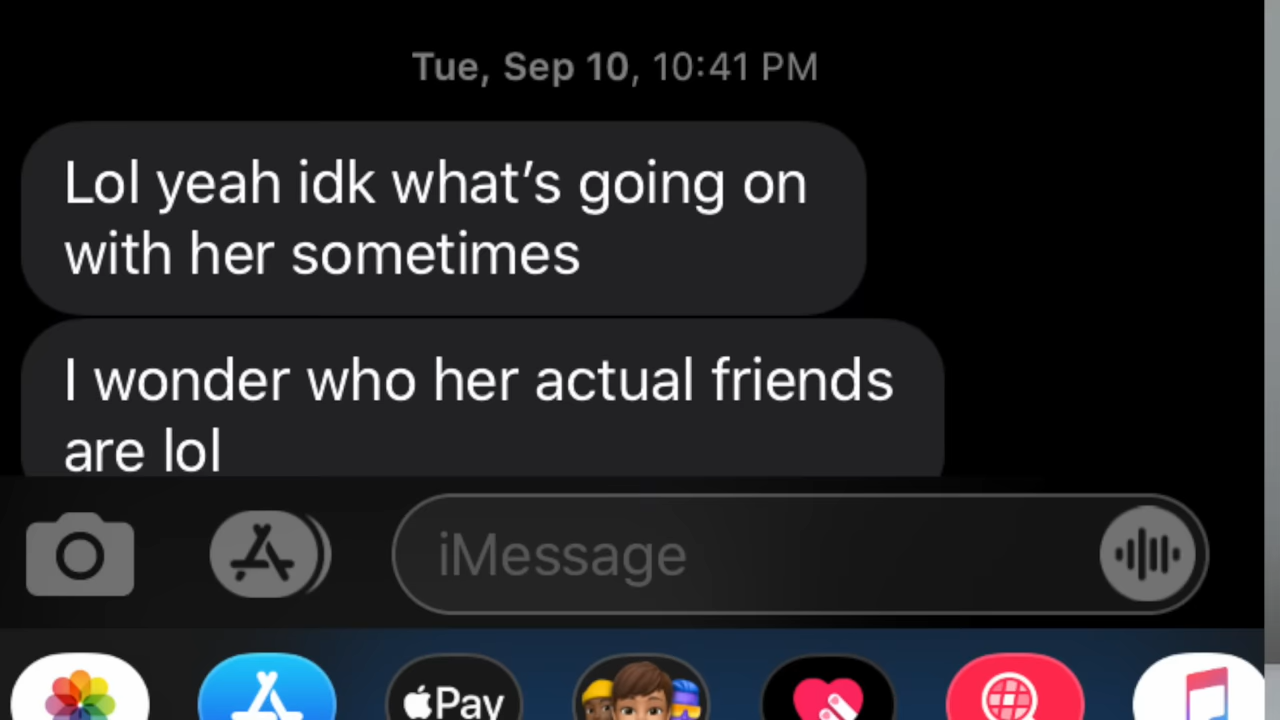 Tue, Sep 10, 10:41 PM
Lol yeah idk what’s going on
with her sometimes
I wonder who her actual friends
are lol
iMessage
Pay